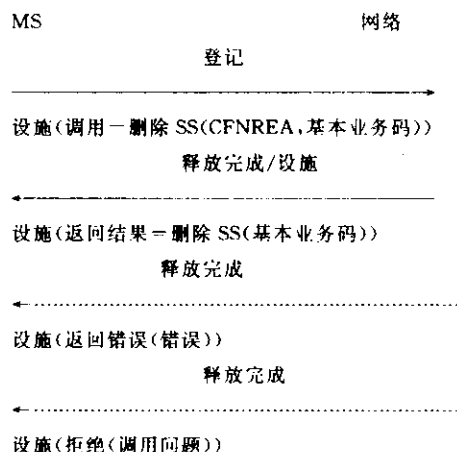 MS 网络
登记
设施(调用＝删除 SS(CFNREA,基本业务码))
释放完成/设施
设施(返回结果＝删除 SS(基本业务码))
释放完成
设施(返回错误(错误))
释放完成
设施(拒绝(调用问题))